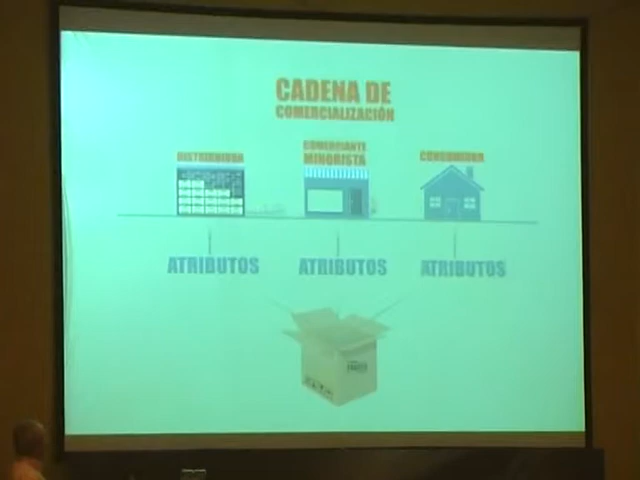 CADENA DE
COMERCIALIZACIÓN
DISTRIBUIDOR
COMERCIANTE
MINORISTA
CONSUMIDOR
ATRIBUTOS
ATRIBUTOS
ATRIBUTOS